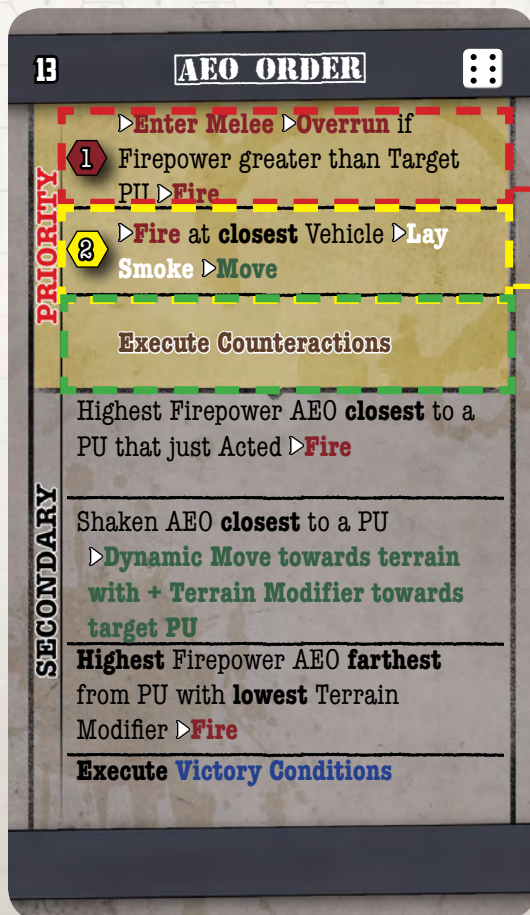 13
AEO ORDER
PRIORITY
1
▷Enter Melee ▷Overrun if
Firepower greater than Target
PU ▷Fire
2
▷Fire at closest Vehicle ▷Lay
Smoke ▷Move
Execute Counteractions
SECONDARY
Highest Firepower AEO closest to a
PU that just Acted ▷Fire
Shaken AEO closest to a PU
▷Dynamic Move towards terrain
with + Terrain Modifier towards
target PU
Highest Firepower AEO farthest
from PU with lowest Terrain
Modifier ▷Fire
Execute Victory Conditions